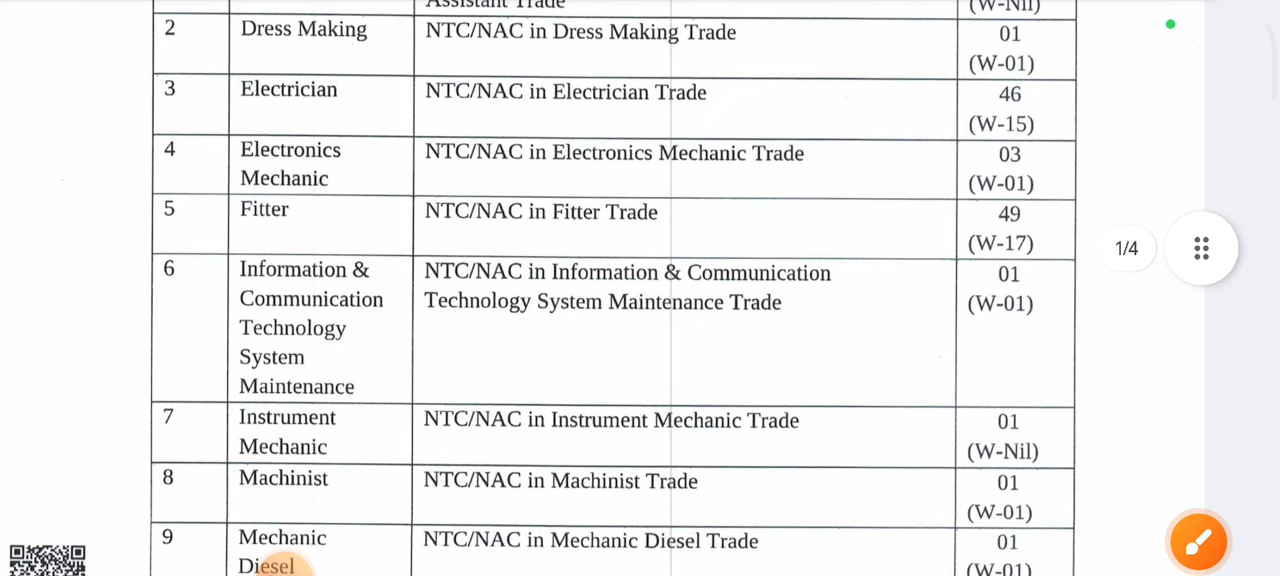 Assistant Trade
(W-Nil)
2
Dress Making
NTC/NAC in Dress Making Trade
01
(W-01)
3
Electrician
NTC/NAC in Electrician Trade
46
(W-15)
4
Electronics
Mechanic
NTC/NAC in Electronics Mechanic Trade
03
(W-01)
5
Fitter
NTC/NAC in Fitter Trade
49
(W-17)
6
Information &
Communication
Technology
System
Maintenance
NTC/NAC in Information & Communication
Technology System Maintenance Trade
01
(W-01)
7
Instrument
Mechanic
NTC/NAC in Instrument Mechanic Trade
01
(W-Nil)
8
Machinist
NTC/NAC in Machinist Trade
01
(W-01)
9
Mechanic
Diesel
NTC/NAC in Mechanic Diesel Trade
01
(W-01)
1/4